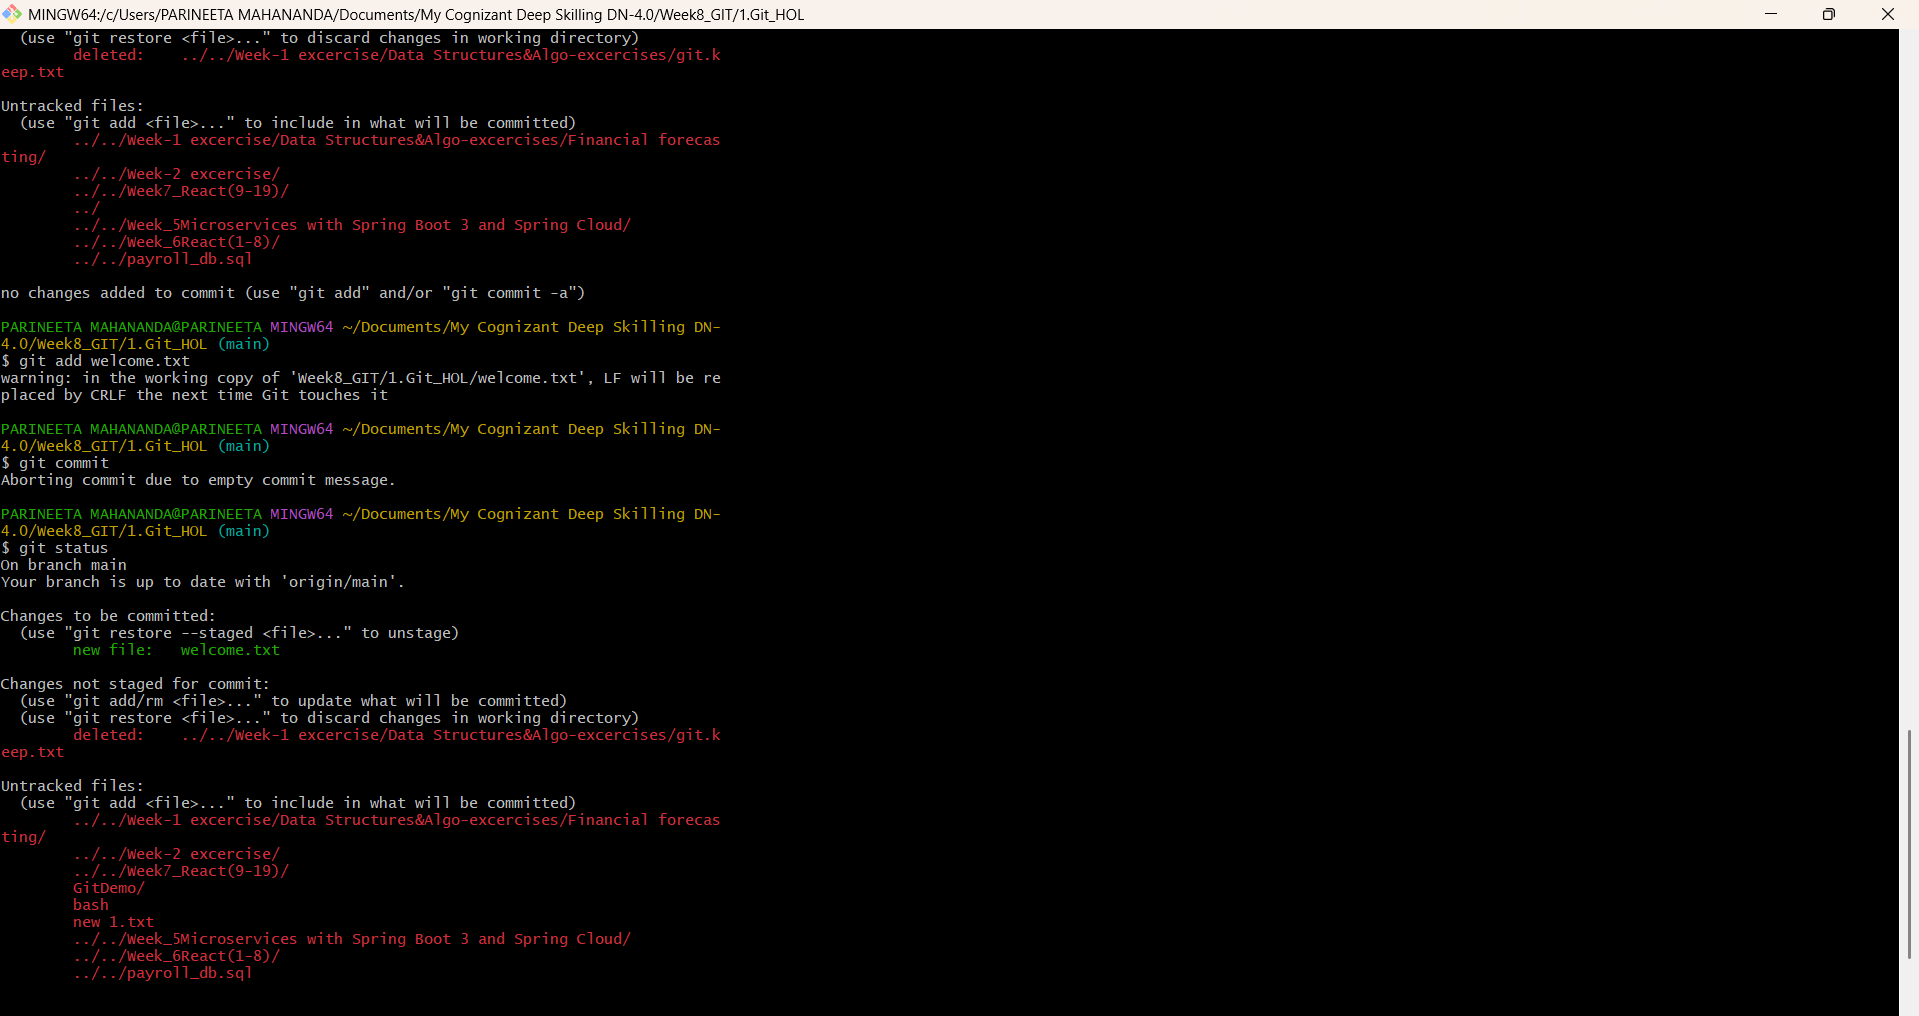 MINGW64:/c/Users/PARINEETA MAHANANDA/Documents/My Cognizant Deep Skilling DN-4.0/Week8_GIT/1.Git_HOL
(use "git restore <file>..." to discard changes in working directory)
deleted:    ../../Week-1 excercise/Data Structures&Algo-excercises/git.k
eep.txt
Untracked files:
(use "git add <file>..." to include in what will be committed)
../../Week-1 excercise/Data Structures&Algo-excercises/Financial forecas
ting/
../../Week-2 excercise/
../../Week7_React(9-19)/
../
../../Week_5Microservices with Spring Boot 3 and Spring Cloud/
../../Week_6React(1-8)/
../../payroll_db.sql
no changes added to commit (use "git add" and/or "git commit -a")
PARINEETA MAHANANDA@PARINEETA MINGW64 ~/Documents/My Cognizant Deep Skilling DN-
4.0/Week8_GIT/1.Git_HOL (main)
$ git add welcome.txt
warning: in the working copy of 'Week8_GIT/1.Git_HOL/welcome.txt', LF will be re
placed by CRLF the next time Git touches it
PARINEETA MAHANANDA@PARINEETA MINGW64 ~/Documents/My Cognizant Deep Skilling DN-
4.0/Week8_GIT/1.Git_HOL (main)
$ git commit
Aborting commit due to empty commit message.
PARINEETA MAHANANDA@PARINEETA MINGW64 ~/Documents/My Cognizant Deep Skilling DN-
4.0/Week8_GIT/1.Git_HOL (main)
$ git status
On branch main
Your branch is up to date with 'origin/main'.
Changes to be committed:
(use "git restore --staged <file>..." to unstage)
new file:   welcome.txt
Changes not staged for commit:
(use "git add/rm <file>..." to update what will be committed)
(use "git restore <file>..." to discard changes in working directory)
deleted:    ../../Week-1 excercise/Data Structures&Algo-excercises/git.k
eep.txt
Untracked files:
(use "git add <file>..." to include in what will be committed)
../../Week-1 excercise/Data Structures&Algo-excercises/Financial forecas
ting/
../../Week-2 excercise/
../../Week7_React(9-19)/
GitDemo/
bash
new 1.txt
../../Week_5Microservices with Spring Boot 3 and Spring Cloud/
../../Week_6React(1-8)/
../../payroll_db.sql